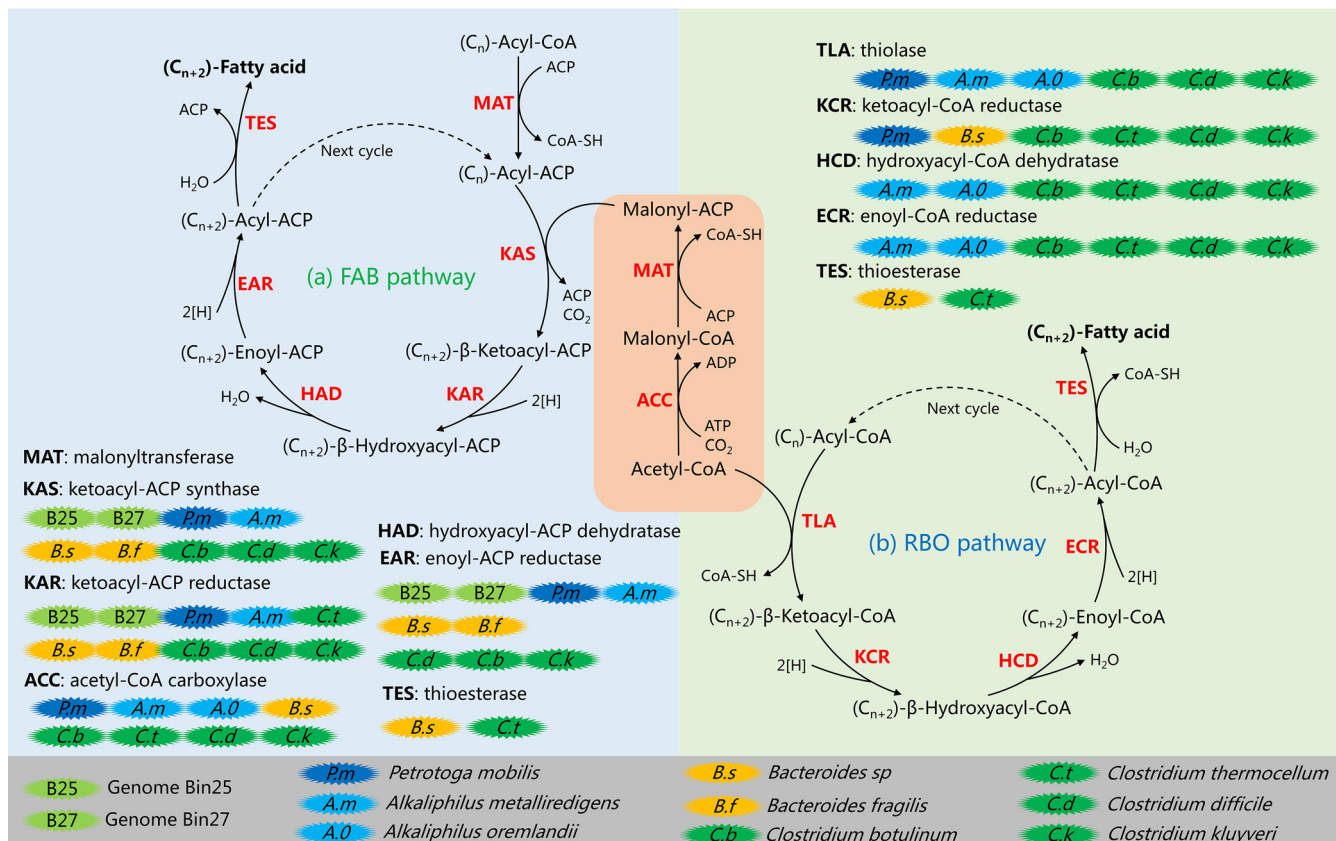 (Cn)-Acyl-CoA
ACP
MAT
CoA-SH
(Cn)-Acyl-ACP
(Cn+2)-Fatty acid
ACP
TES
H2O
Next cycle
(Cn+2)-Acyl-ACP
KAS
EAR
(a) FAB pathway
2[H]
ACP
CO2
(Cn+2)-Enoyl-ACP
(Cn+2)-β-Ketoacyl-ACP
HAD
KAR
H2O
2[H]
(Cn+2)-β-Hydroxyacyl-ACP
Malonyl-ACP
CoA-SH
MAT
ACP
Malonyl-CoA
ADP
ACC
ATP
CO2
Acetyl-CoA
MAT: malonyltransferase
KAS: ketoacyl-ACP synthase
B25 B27 P.m A.m
B.s B.f C.b C.d C.k
KAR: ketoacyl-ACP reductase
B25 B27 P.m A.m C.t
B.s B.f C.b C.d C.k
ACC: acetyl-CoA carboxylase
P.m A.m A.0 B.s
C.b C.t C.d C.k
HAD: hydroxyacyl-ACP dehydratase
EAR: enoyl-ACP reductase
B25 B27 P.m A.m
B.s B.f
C.d C.b C.k
TES: thioesterase
B.s C.t
TLA: thiolase
P.m A.m A.0 C.b C.d C.k
KCR: ketoacyl-CoA reductase
P.m B.s C.b C.t C.d C.k
HCD: hydroxyacyl-CoA dehydratase
A.m A.0 C.b C.t C.d C.k
ECR: enoyl-CoA reductase
A.m A.0 C.b C.t C.d C.k
TES: thioesterase
B.s C.t
(Cn+2)-Fatty acid
CoA-SH
TES
Next cycle
H2O
(Cn)-Acyl-CoA
(Cn+2)-Acyl-CoA
TLA
(b) RBO pathway
ECR
CoA-SH
2[H]
(Cn+2)-β-Ketoacyl-CoA
(Cn+2)-Enoyl-CoA
KCR
HCD
2[H]
H2O
(Cn+2)-β-Hydroxyacyl-CoA
B25 Genome Bin25
B27 Genome Bin27
P.m Petrotoga mobilis
A.m Alkaliphilus metalliredigens
A.0 Alkaliphilus oremlandii
B.s Bacteroides sp
B.f Bacteroides fragilis
C.b Clostridium botulinum
C.t Clostridium thermocellum
C.d Clostridium difficile
C.k Clostridium kluyveri